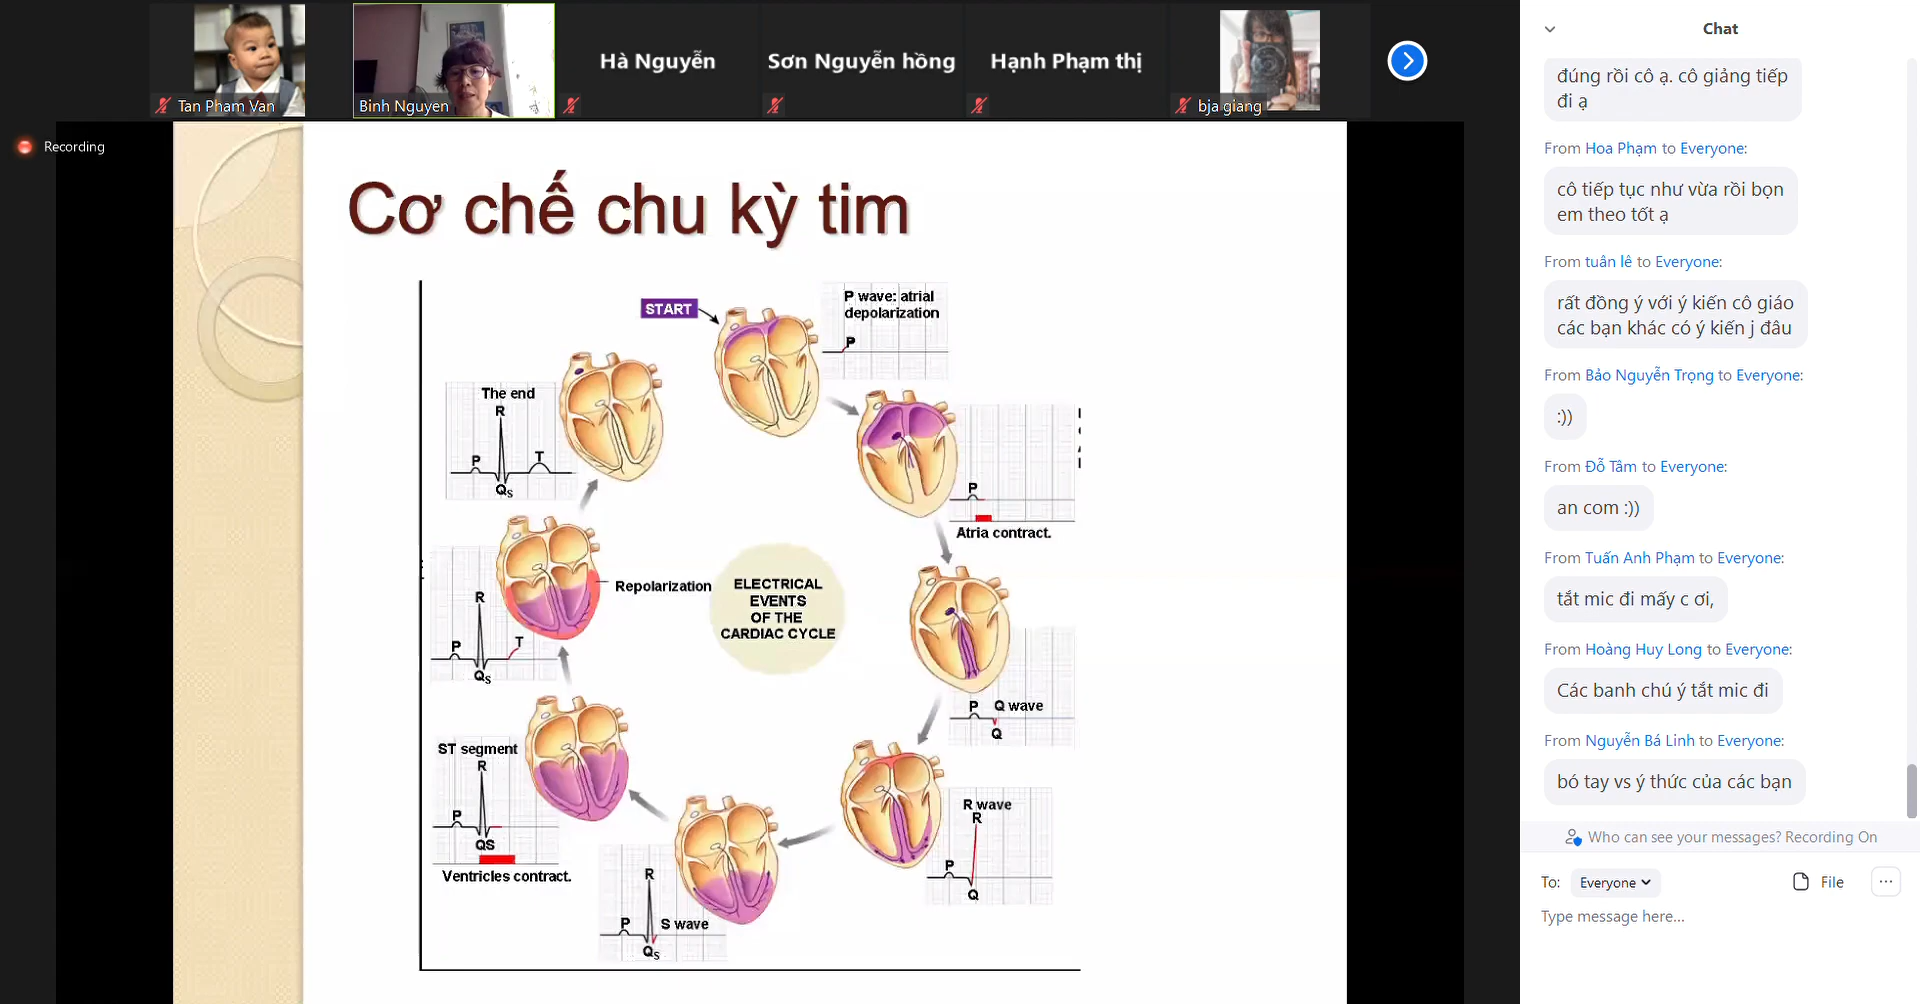 Tan Pham Van
Binh Nguyen
Hà Nguyễn
Sơn Nguyễn hồng
Hạnh Phạm thị
bja giang
Recording
Cơ chế chu kỳ tim
START
P wave: atrial
depolarization
P
P
Atria contract.
P Q wave
Q
R wave
R
P
Q
R
P
S wave
QS
ST segment
R
P
QS
Ventricles contract.
Repolarization
R
T
P
QS
The end
R
P
T
QS
ELECTRICAL
EVENTS
OF THE
CARDIAC CYCLE
Chat
đúng rồi cô ạ. cô giảng tiếp
đi ạ
From Hoa Phạm to Everyone:
cô tiếp tục như vừa rồi bọn
em theo tốt ạ
From tuân lê to Everyone:
rất đồng ý với ý kiến cô giáo
các bạn khác có ý kiến j đâu
From Bảo Nguyễn Trọng to Everyone:
:))
From Đỗ Tâm to Everyone:
an com :))
From Tuấn Anh Phạm to Everyone:
tắt mic đi mấy c ơi,
From Hoàng Huy Long to Everyone:
Các banh chú ý tắt mic đi
From Nguyễn Bá Linh to Everyone:
bó tay vs ý thức của các bạn
Who can see your messages? Recording On
To: Everyone
File
Type message here...